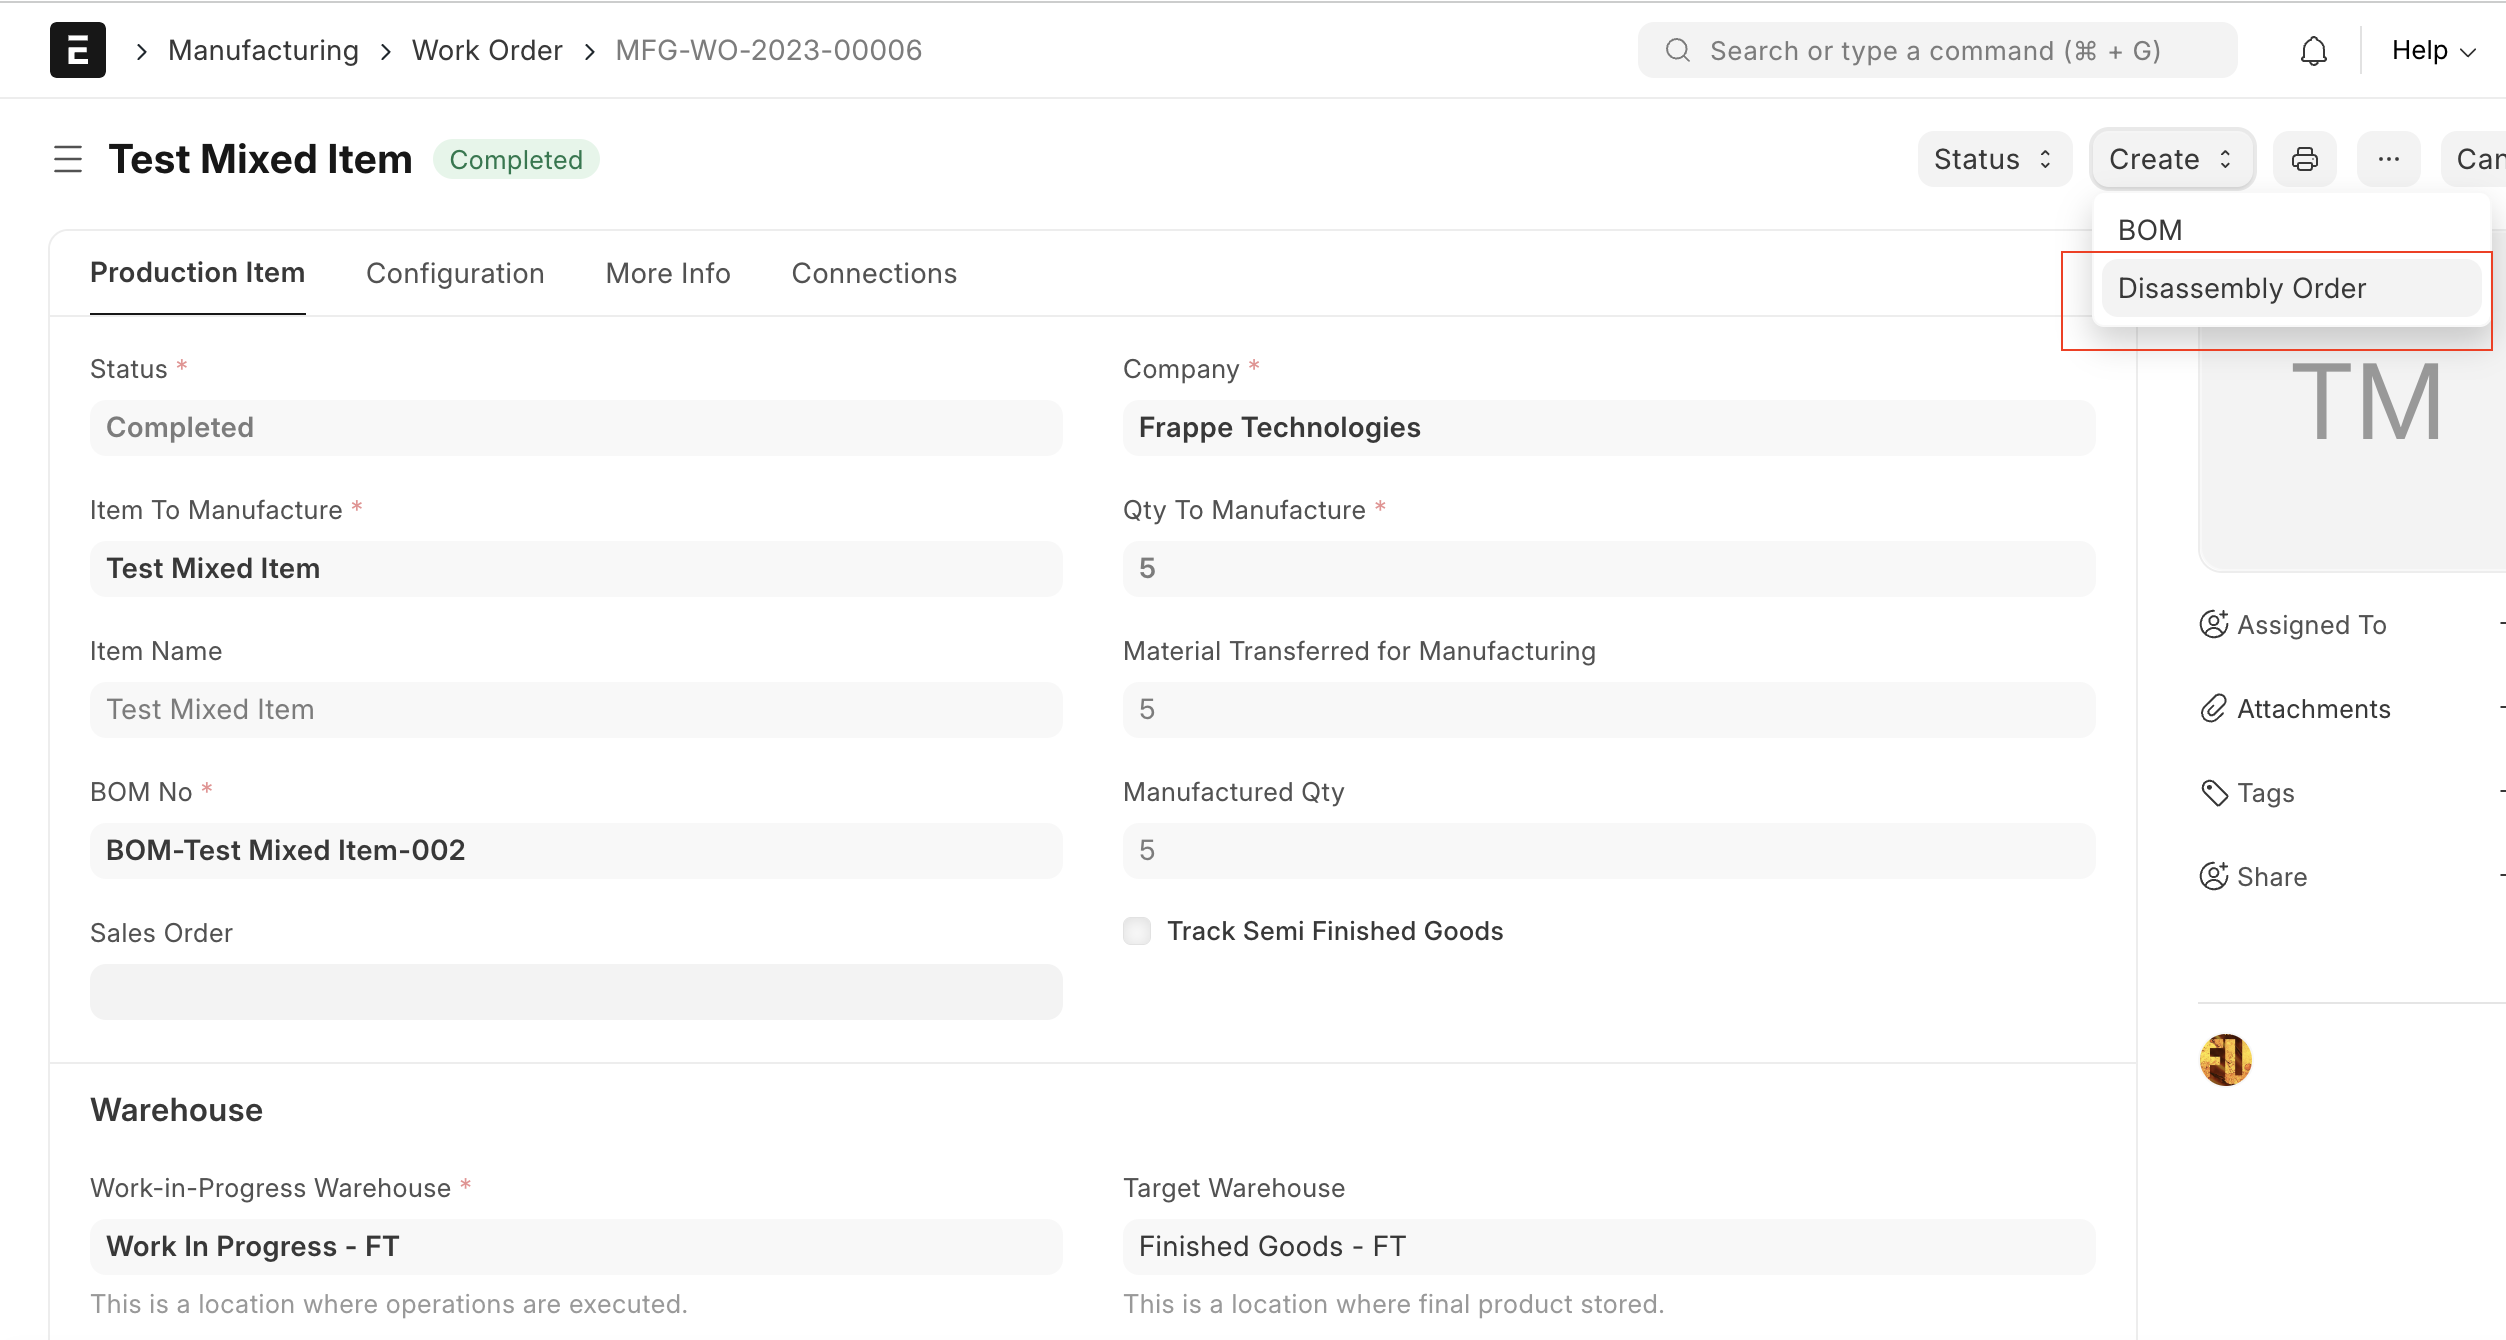 E > Manufacturing > Work Order > MFG-WO-2023-00006 Search or type a command (⌘ + G) Help
Test Mixed Item Completed Status Create ... Can
BOM
Disassembly Order
Production Item Configuration More Info Connections
TM
Status * Company *
Completed Frappe Technologies
Item To Manufacture * Qty To Manufacture *
Test Mixed Item 5
Item Name Material Transferred for Manufacturing
Test Mixed Item 5
BOM No * Manufactured Qty
BOM-Test Mixed Item-002 5
Sales Order Track Semi Finished Goods
Assigned To
Attachments
Tags
Share
Warehouse
Work-in-Progress Warehouse * Target Warehouse
Work In Progress - FT Finished Goods - FT
This is a location where operations are executed. This is a location where final product stored.